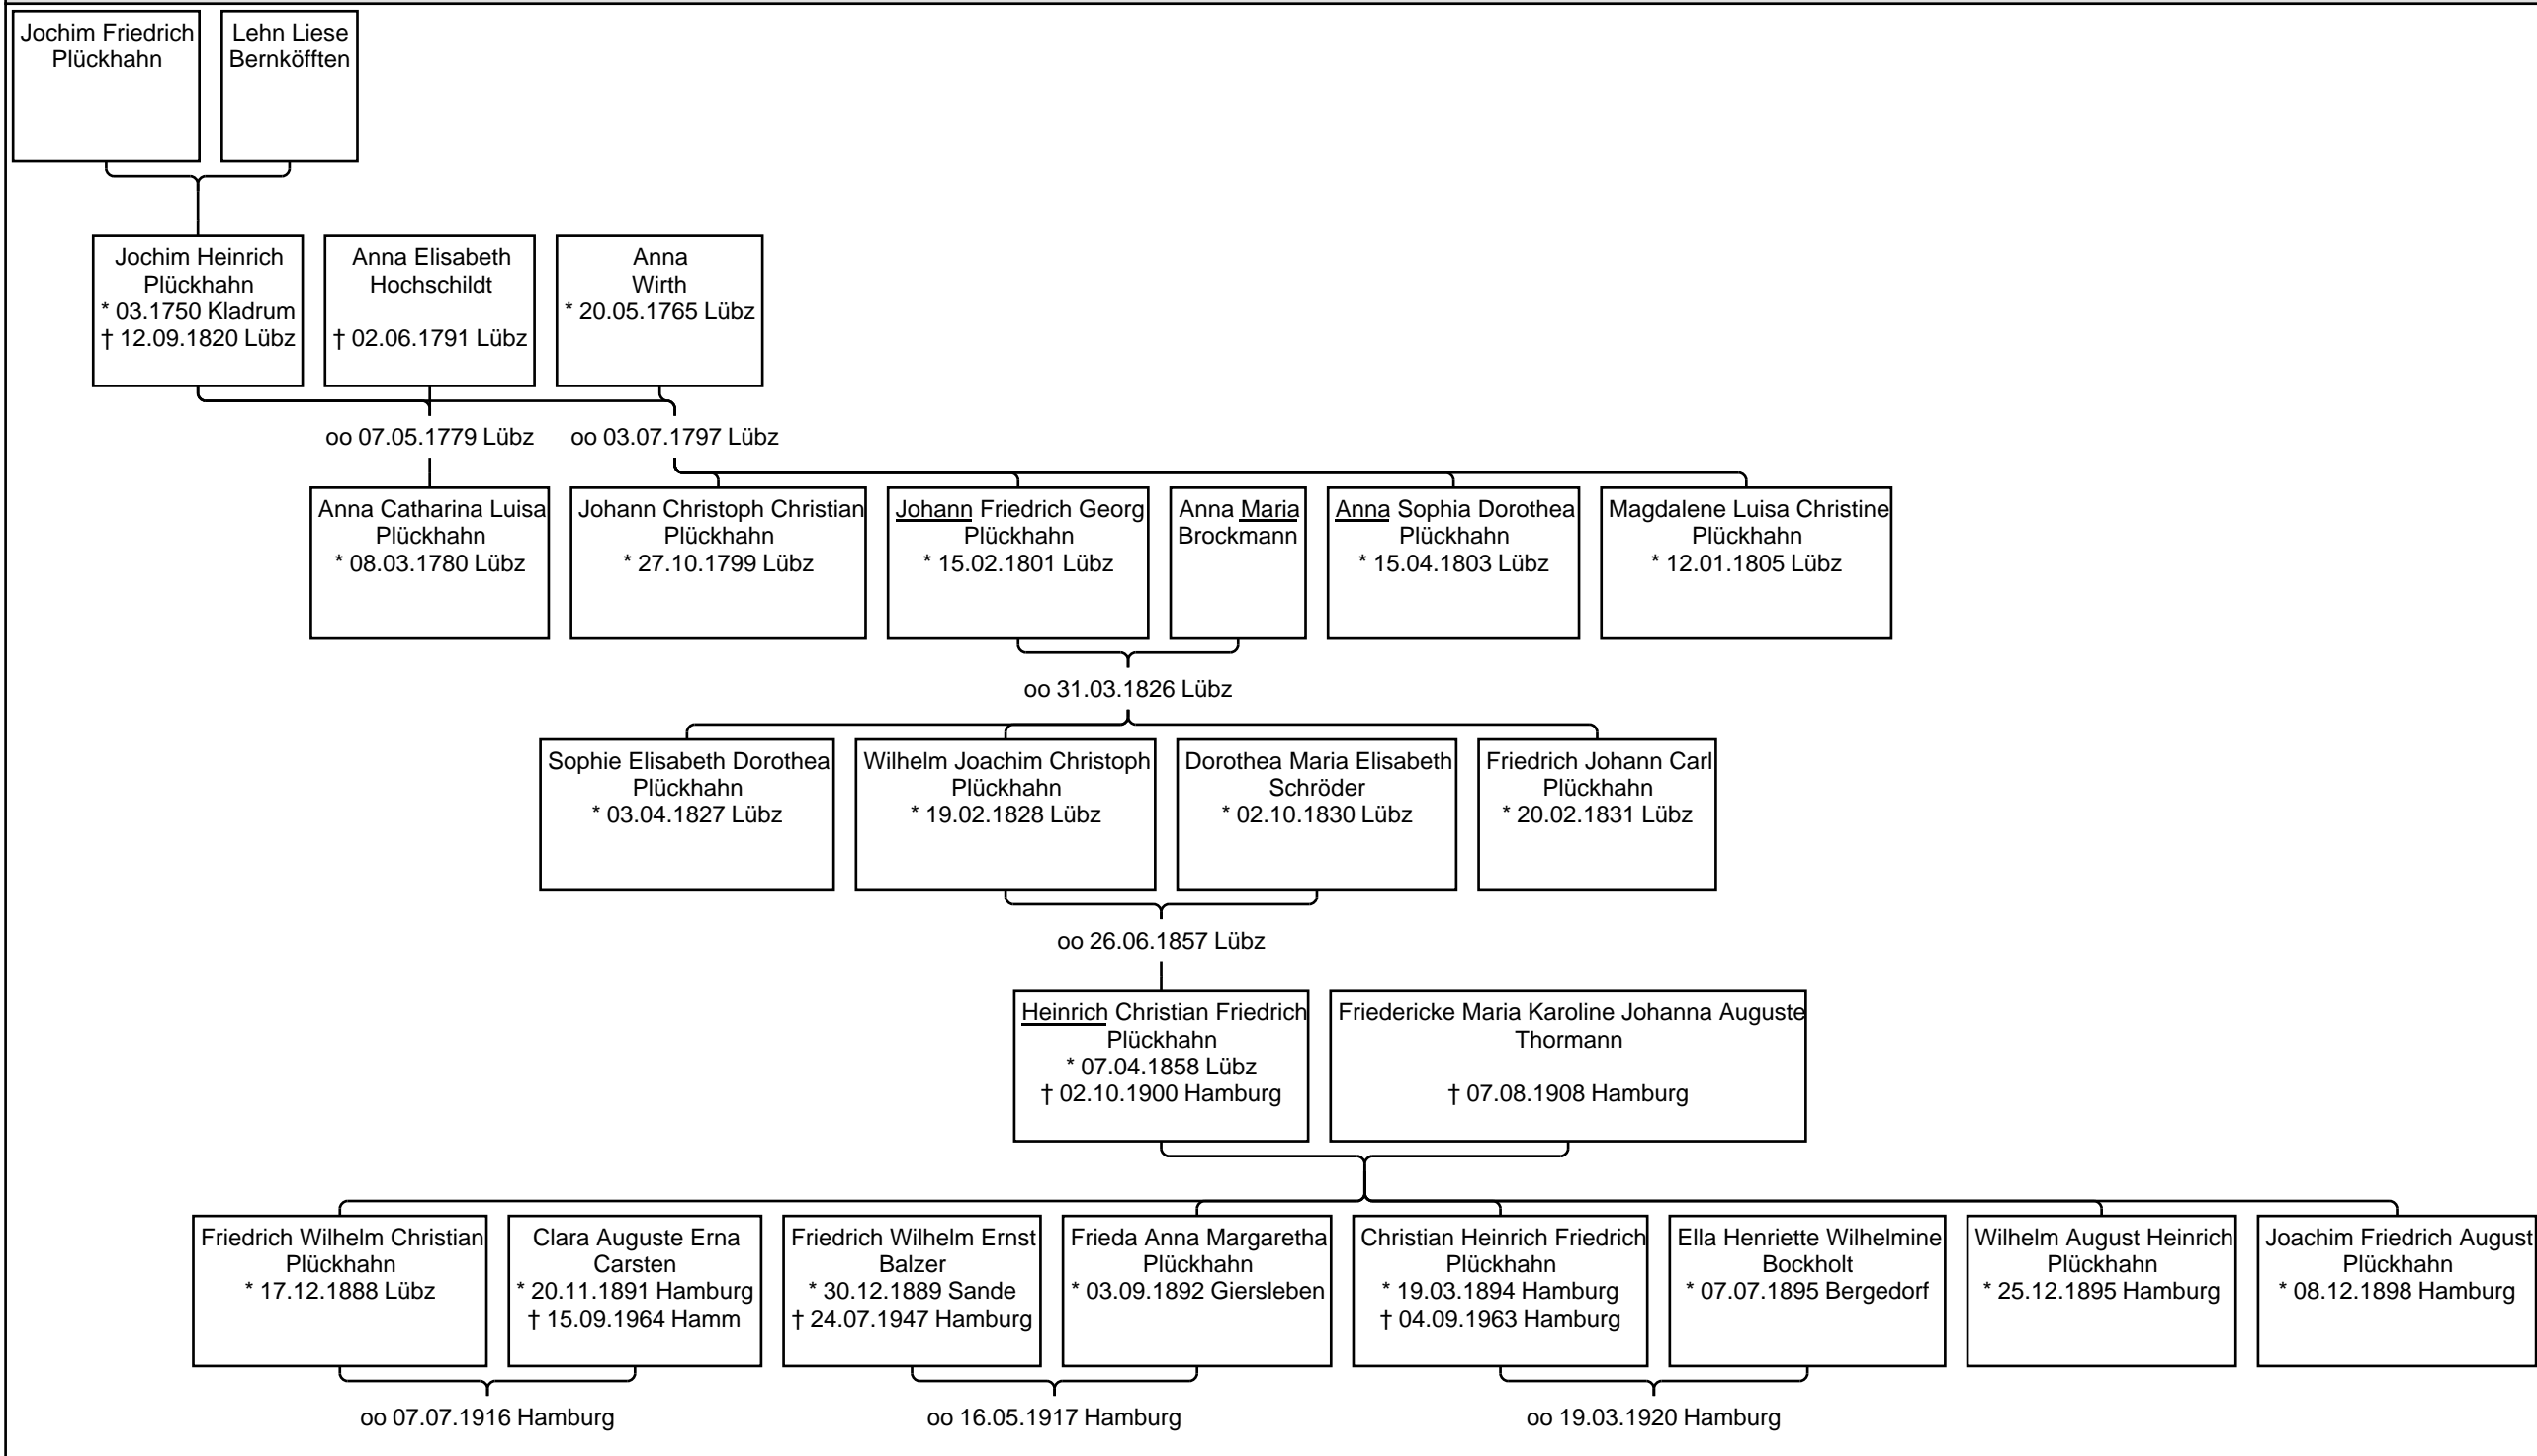 Jochim Friedrich
Plückhahn
Lehn Liese
Bernköfften
Jochim Heinrich
Plückhahn
* 03.1750 Kladrum
† 12.09.1820 Lübz
Anna Elisabeth
Hochschildt
† 02.06.1791 Lübz
Anna
Wirth
* 20.05.1765 Lübz
oo 07.05.1779 Lübz
oo 03.07.1797 Lübz
Anna Catharina Luisa
Plückhahn
* 08.03.1780 Lübz
Johann Christoph Christian
Plückhahn
* 27.10.1799 Lübz
Johann Friedrich Georg
Plückhahn
* 15.02.1801 Lübz
Anna Maria
Brockmann
Anna Sophia Dorothea
Plückhahn
* 15.04.1803 Lübz
Magdalene Luisa Christine
Plückhahn
* 12.01.1805 Lübz
oo 31.03.1826 Lübz
Sophie Elisabeth Dorothea
Plückhahn
* 03.04.1827 Lübz
Wilhelm Joachim Christoph
Plückhahn
* 19.02.1828 Lübz
Dorothea Maria Elisabeth
Schröder
* 02.10.1830 Lübz
Friedrich Johann Carl
Plückhahn
* 20.02.1831 Lübz
oo 26.06.1857 Lübz
Heinrich Christian Friedrich
Plückhahn
* 07.04.1858 Lübz
† 02.10.1900 Hamburg
Friedericke Maria Karoline Johanna Auguste
Thormann
† 07.08.1908 Hamburg
Friedrich Wilhelm Christian
Plückhahn
* 17.12.1888 Lübz
Clara Auguste Erna
Carsten
* 20.11.1891 Hamburg
† 15.09.1964 Hamm
Friedrich Wilhelm Ernst
Balzer
* 30.12.1889 Sande
† 24.07.1947 Hamburg
Frieda Anna Margaretha
Plückhahn
* 03.09.1892 Giersleben
Christian Heinrich Friedrich
Plückhahn
* 19.03.1894 Hamburg
† 04.09.1963 Hamburg
Ella Henriette Wilhelmine
Bockholt
* 07.07.1895 Bergedorf
Wilhelm August Heinrich
Plückhahn
* 25.12.1895 Hamburg
Joachim Friedrich August
Plückhahn
* 08.12.1898 Hamburg
oo 07.07.1916 Hamburg
oo 16.05.1917 Hamburg
oo 19.03.1920 Hamburg